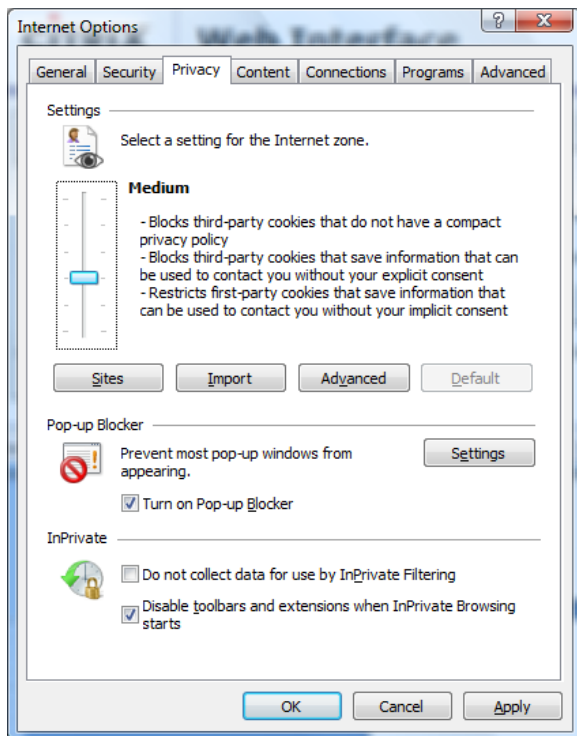 Internet Options
Web Interface
General Security Privacy Content Connections Programs Advanced
Settings
Select a setting for the Internet zone.
Medium
- Blocks third-party cookies that do not have a compact
privacy policy
- Blocks third-party cookies that save information that can
be used to contact you without your explicit consent
- Restricts first-party cookies that save information that
can be used to contact you without your implicit consent
Sites Import Advanced Default
Pop-up Blocker
Prevent most pop-up windows from
appearing.
Settings
Turn on Pop-up Blocker
InPrivate
Do not collect data for use by InPrivate Filtering
Disable toolbars and extensions when InPrivate Browsing
starts
OK Cancel Apply